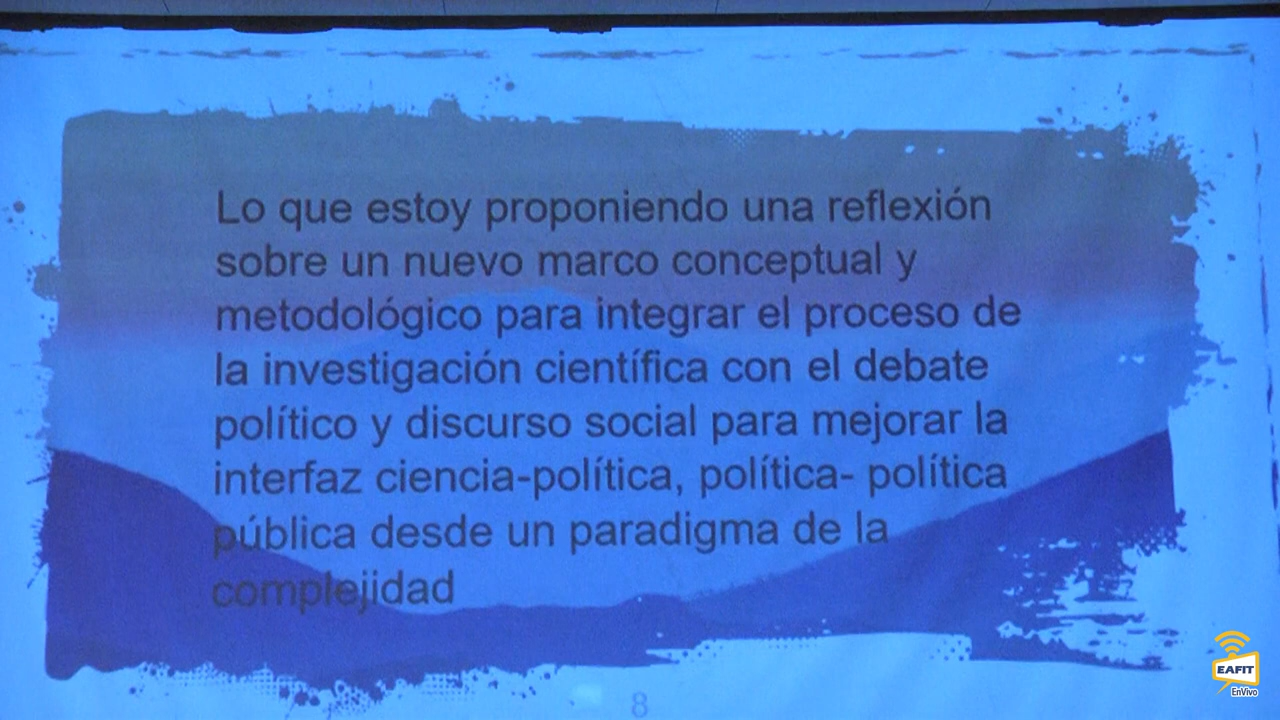 Lo que estoy proponiendo una reflexión
sobre un nuevo marco conceptual y
metodológico para integrar el proceso de
la investigación científica con el debate
político y discurso social para mejorar la
interfaz ciencia-política, política- política
pública desde un paradigma de la
complejidad
8
EAFIT
EnVivo